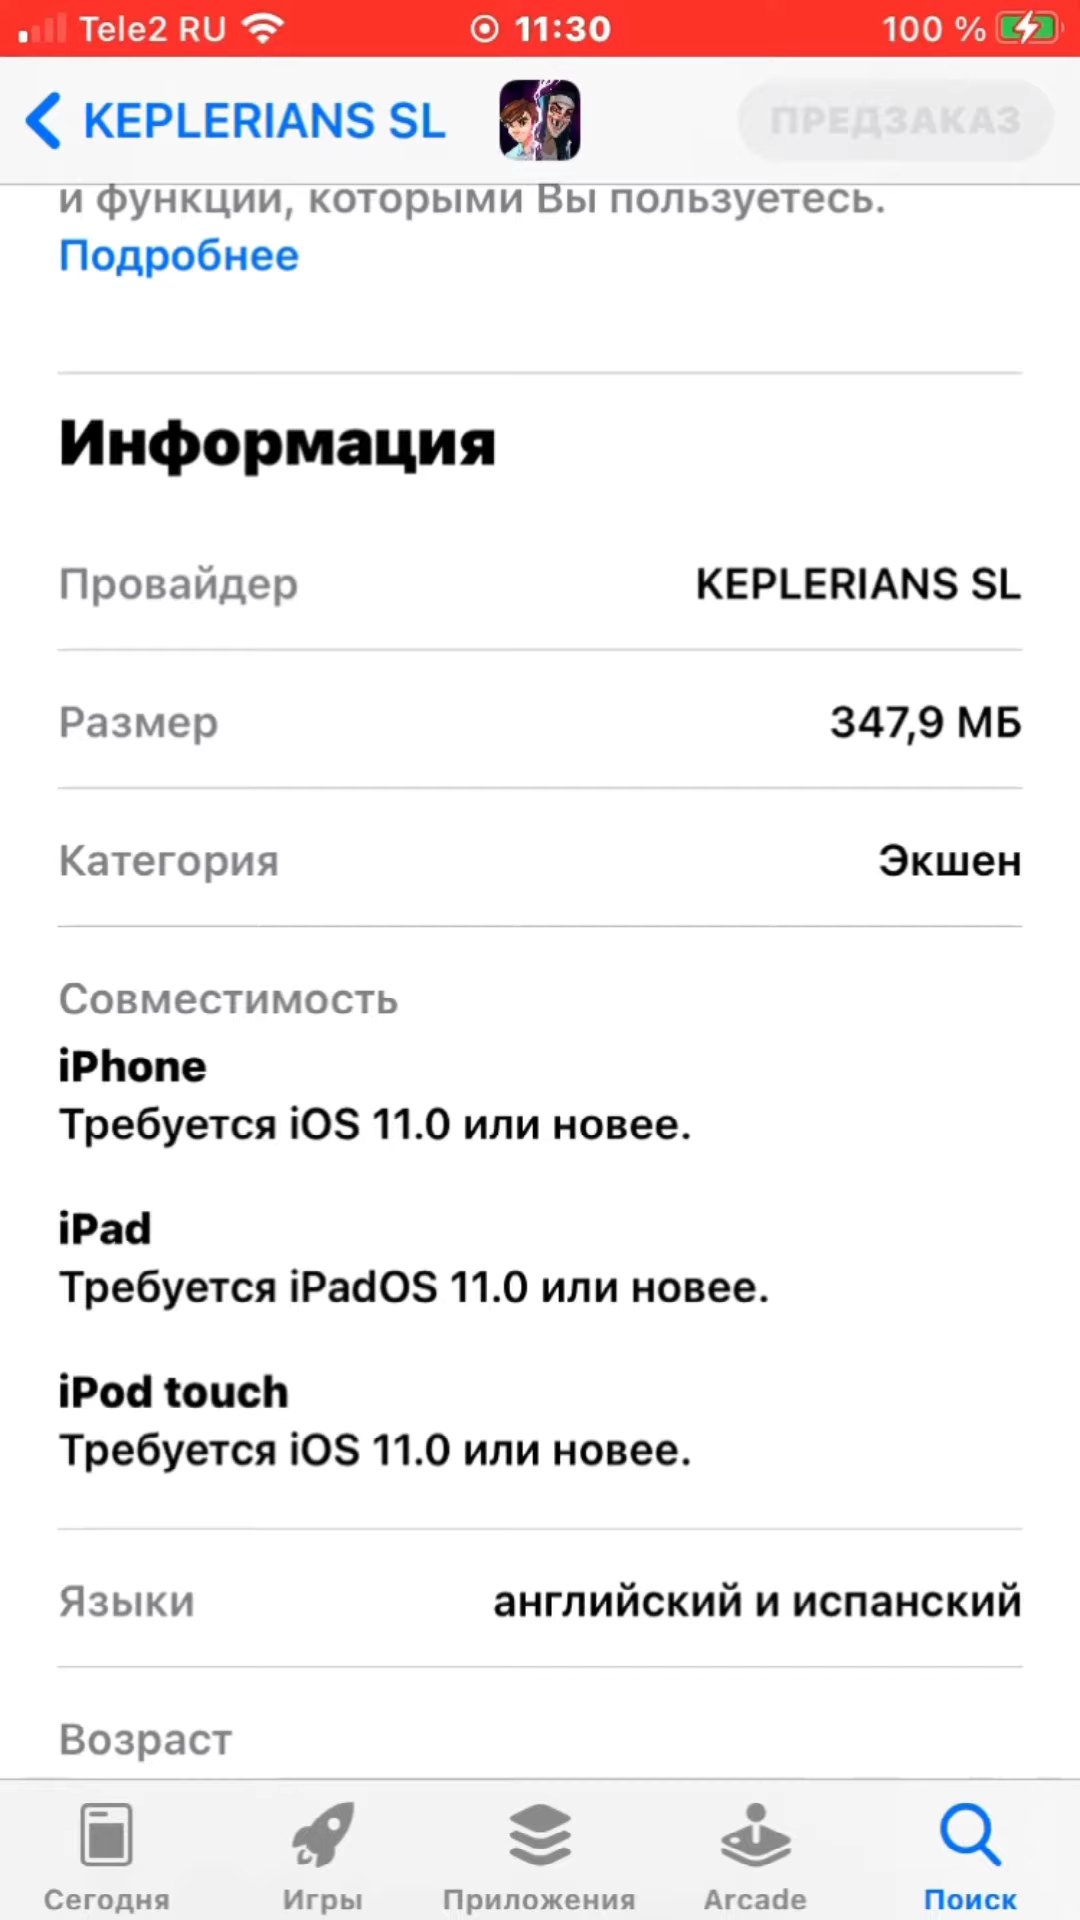 Tele2 RU 11:30 100 %
KEPLERIANS SL ПРЕДЗАКАЗ
и функции, которыми Вы пользуетесь.
Подробнее
Информация
Провайдер KEPLERIANS SL
Размер 347,9 МБ
Категория Экшен
Совместимость
iPhone
Требуется iOS 11.0 или новее.
iPad
Требуется iPadOS 11.0 или новее.
iPod touch
Требуется iOS 11.0 или новее.
Языки английский и испанский
Возраст
Сегодня Игры Приложения Arcade Поиск